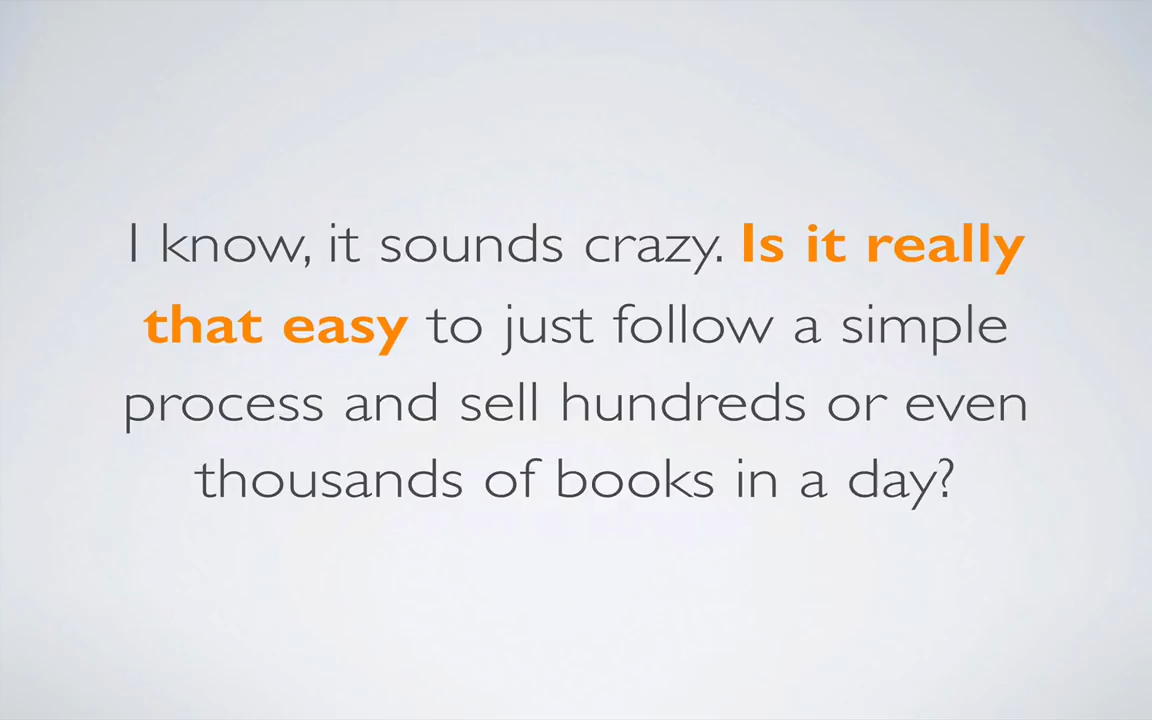 I know, it sounds crazy. Is it really
that easy to just follow a simple
process and sell hundreds or even
thousands of books in a day?